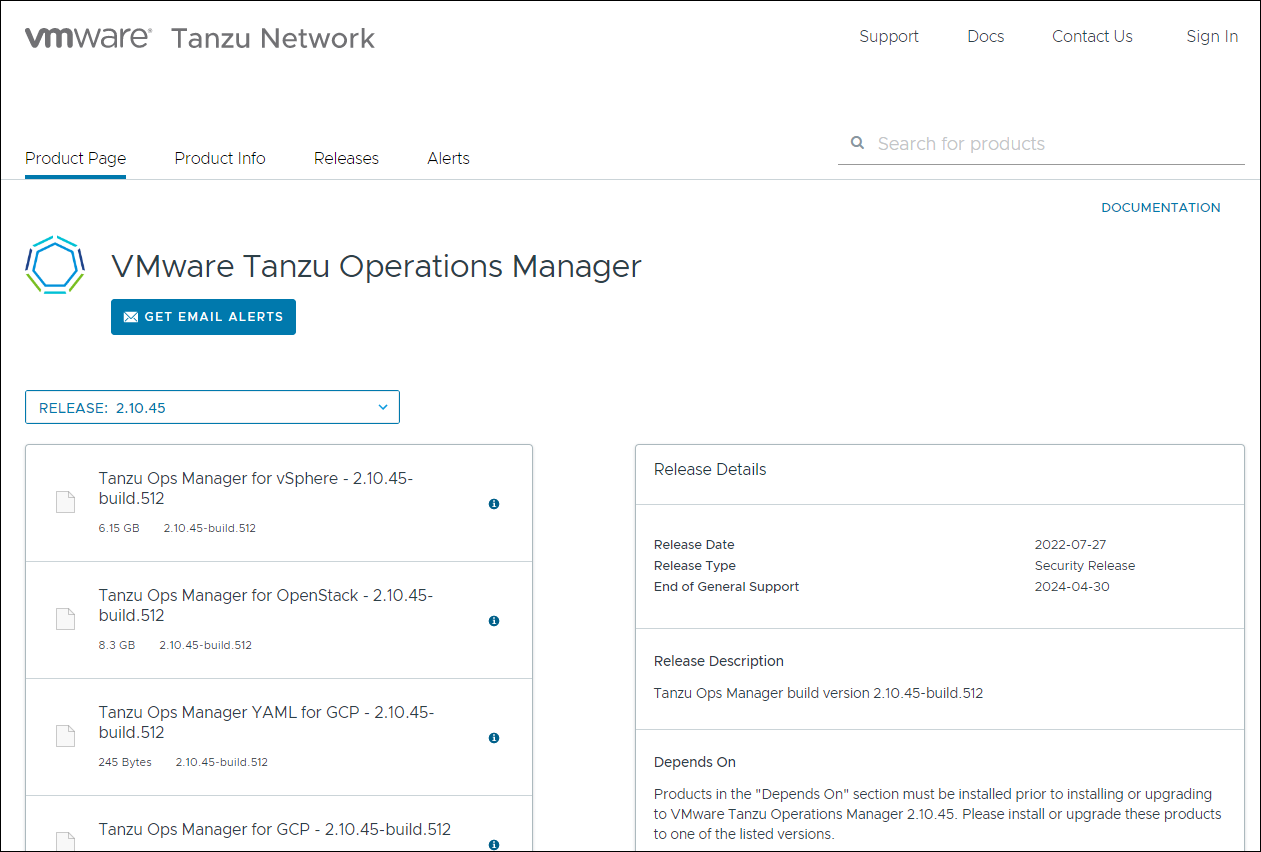 vmware® Tanzu Network
Support Docs Contact Us Sign In
Product Page Product Info Releases Alerts
Search for products
DOCUMENTATION
VMware Tanzu Operations Manager
GET EMAIL ALERTS
RELEASE: 2.10.45
Tanzu Ops Manager for vSphere - 2.10.45-
build.512
6.15 GB 2.10.45-build.512
Tanzu Ops Manager for OpenStack - 2.10.45-
build.512
8.3 GB 2.10.45-build.512
Tanzu Ops Manager YAML for GCP - 2.10.45-
build.512
245 Bytes 2.10.45-build.512
Tanzu Ops Manager for GCP - 2.10.45-build.512
Release Details
Release Date 2022-07-27
Release Type Security Release
End of General Support 2024-04-30
Release Description
Tanzu Ops Manager build version 2.10.45-build.512
Depends On
Products in the "Depends On" section must be installed prior to installing or upgrading
to VMware Tanzu Operations Manager 2.10.45. Please install or upgrade these products
to one of the listed versions.